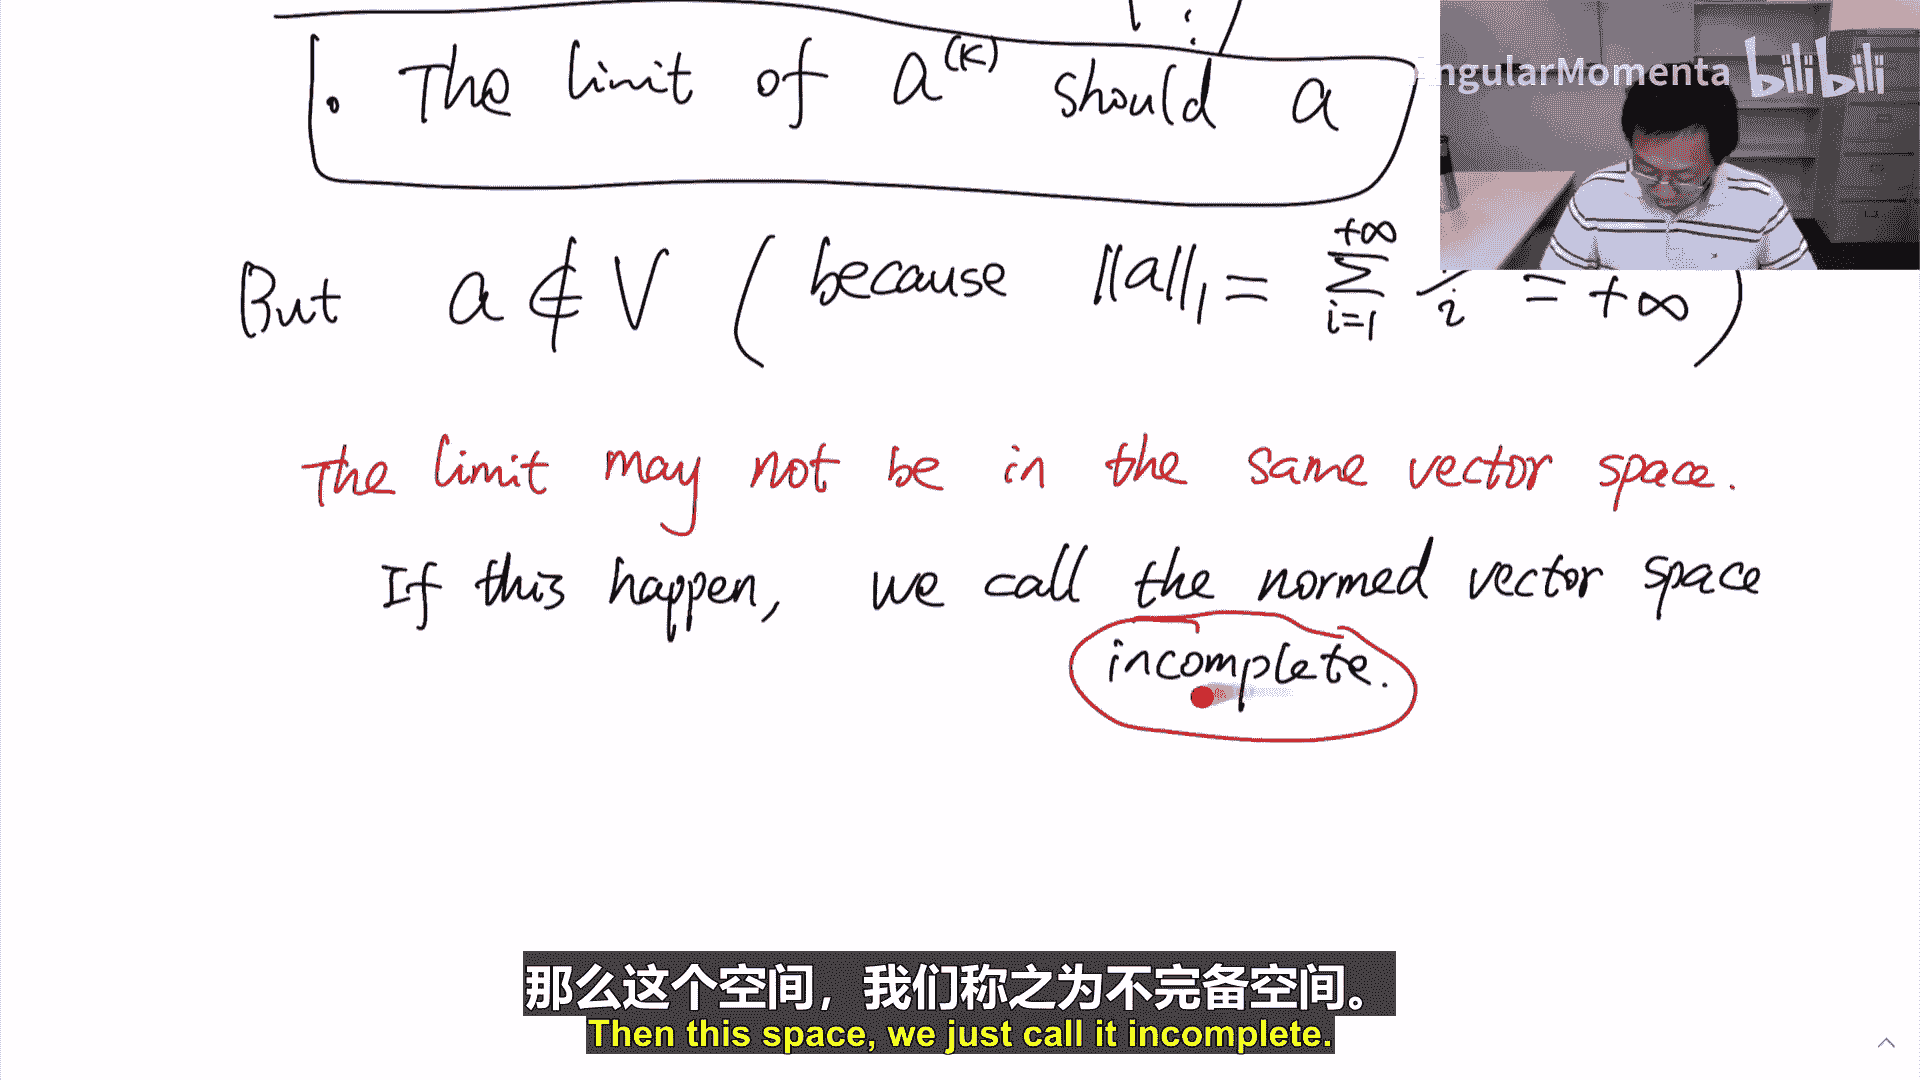 • The limit of a^(k) should a
AngularMomenta bilibili
But a ∉ V (because ||a||₁ = Σ_{i=1}^{+∞} 1/i = +∞)
The limit may not be in the same vector space.
If this happen, we call the normed vector space
incomplete.
那么这个空间，我们称之为不完备空间。
Then this space, we just call it incomplete.